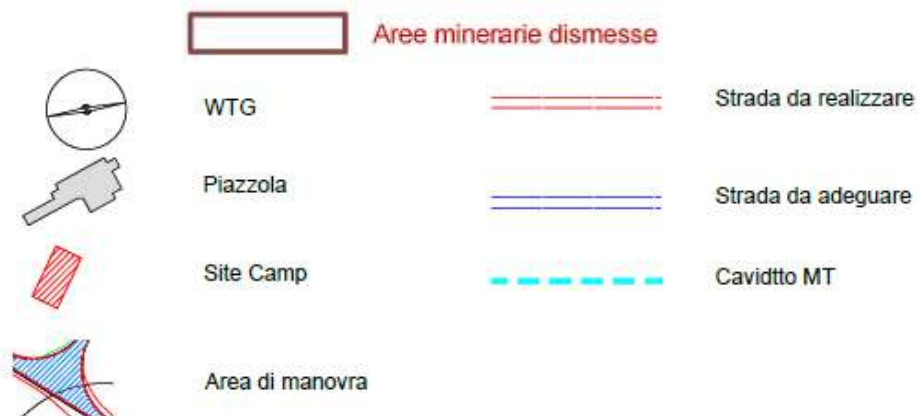 Aree minerarie dismesse
WTG
Strada da realizzare
Piazzola
Strada da adeguare
Site Camp
Cavidtto MT
Area di manovra